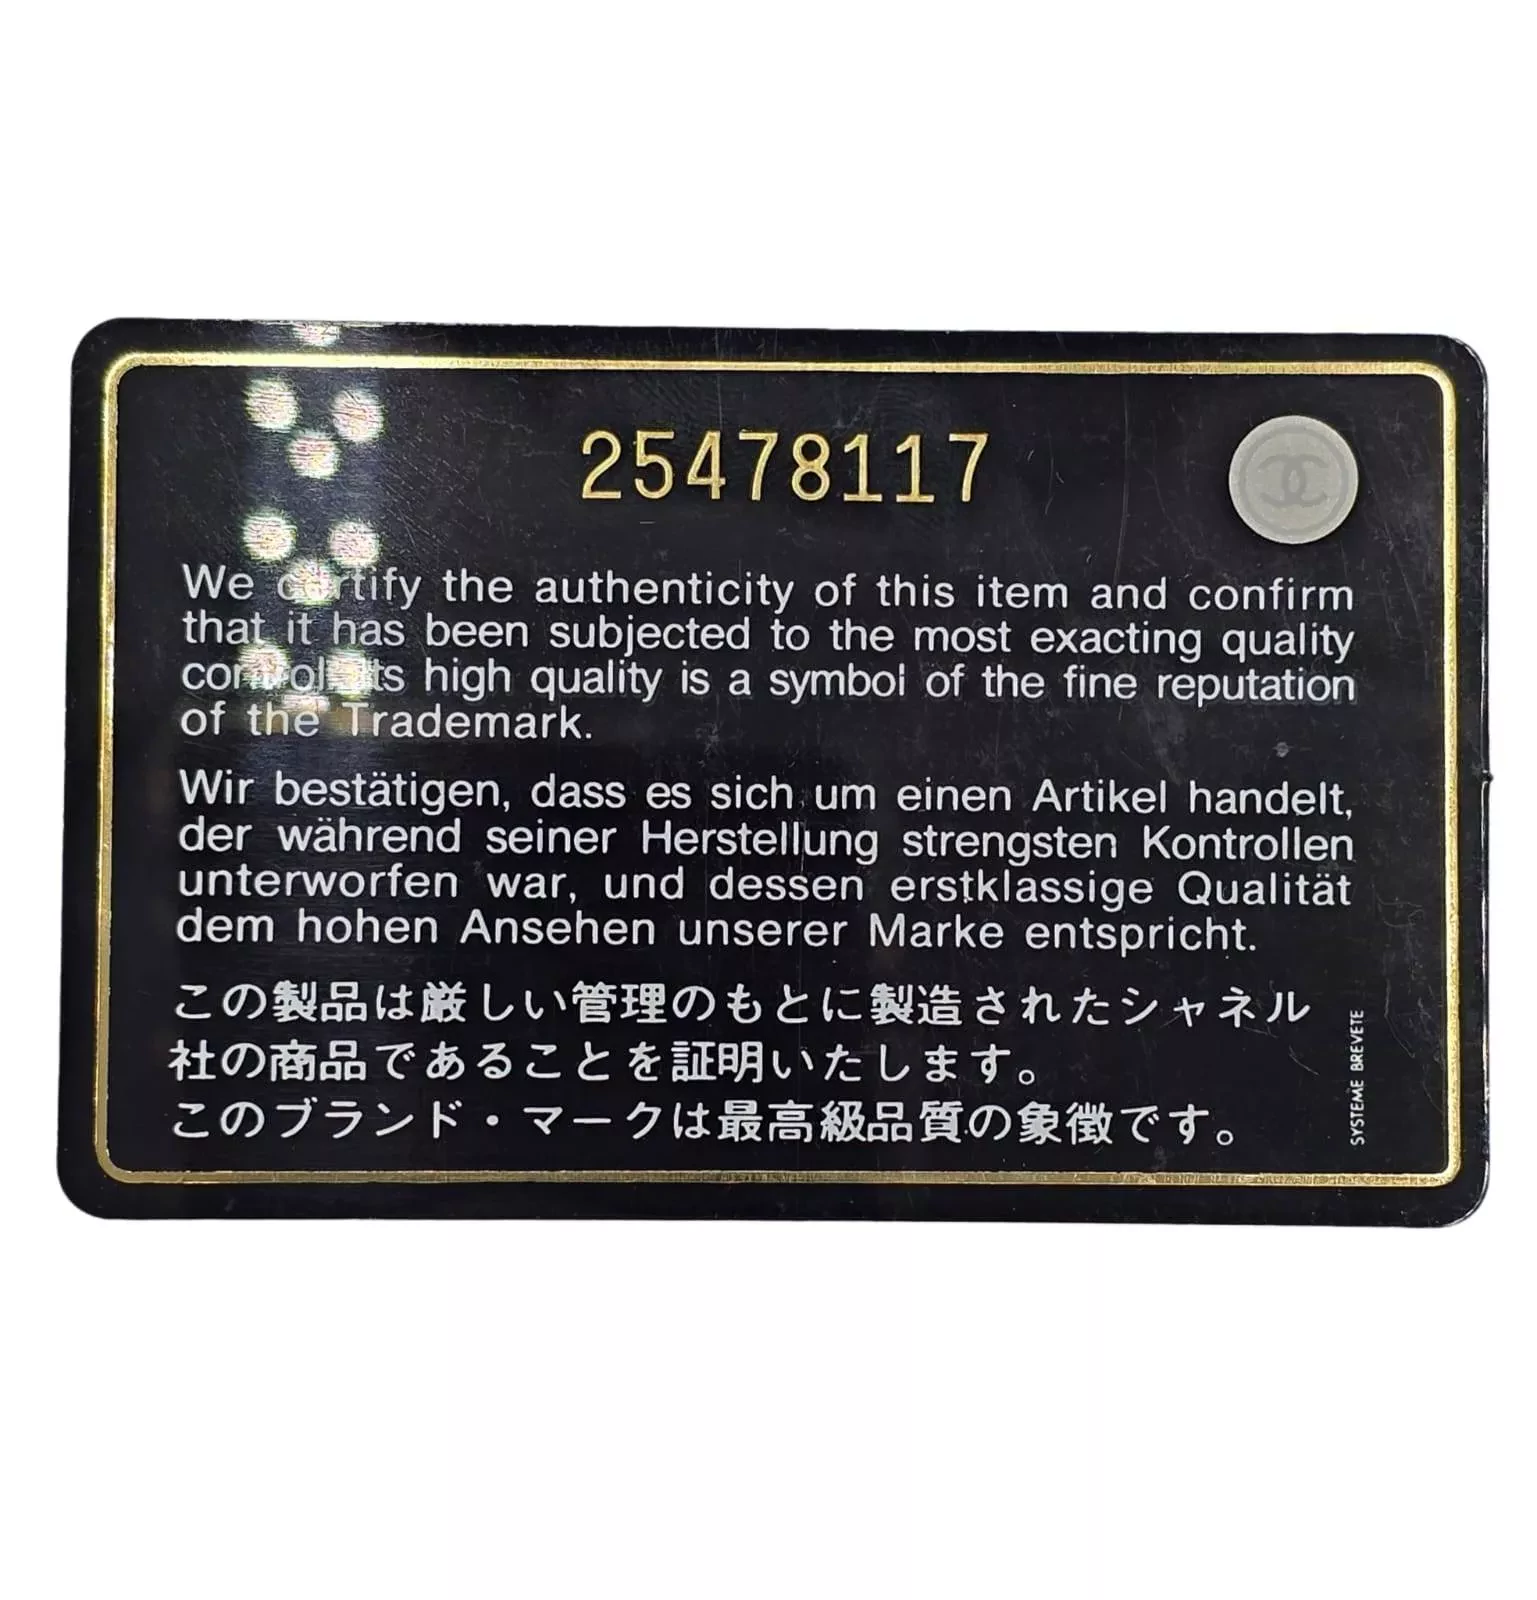 25478117
We certify the authenticity of this item and confirm
that it has been subjected to the most exacting quality
control. Its high quality is a symbol of the fine reputation
of the Trademark.
Wir bestätigen, dass es sich um einen Artikel handelt,
der während seiner Herstellung strengsten Kontrollen
unterworfen war, und dessen erstklassige Qualität
dem hohen Ansehen unserer Marke entspricht.
この製品は厳しい管理のもとに製造されたシャネル
社の商品であることを証明いたします。
このブランド・マークは最高級品質の象徴です。
SYSTEME BREVETE